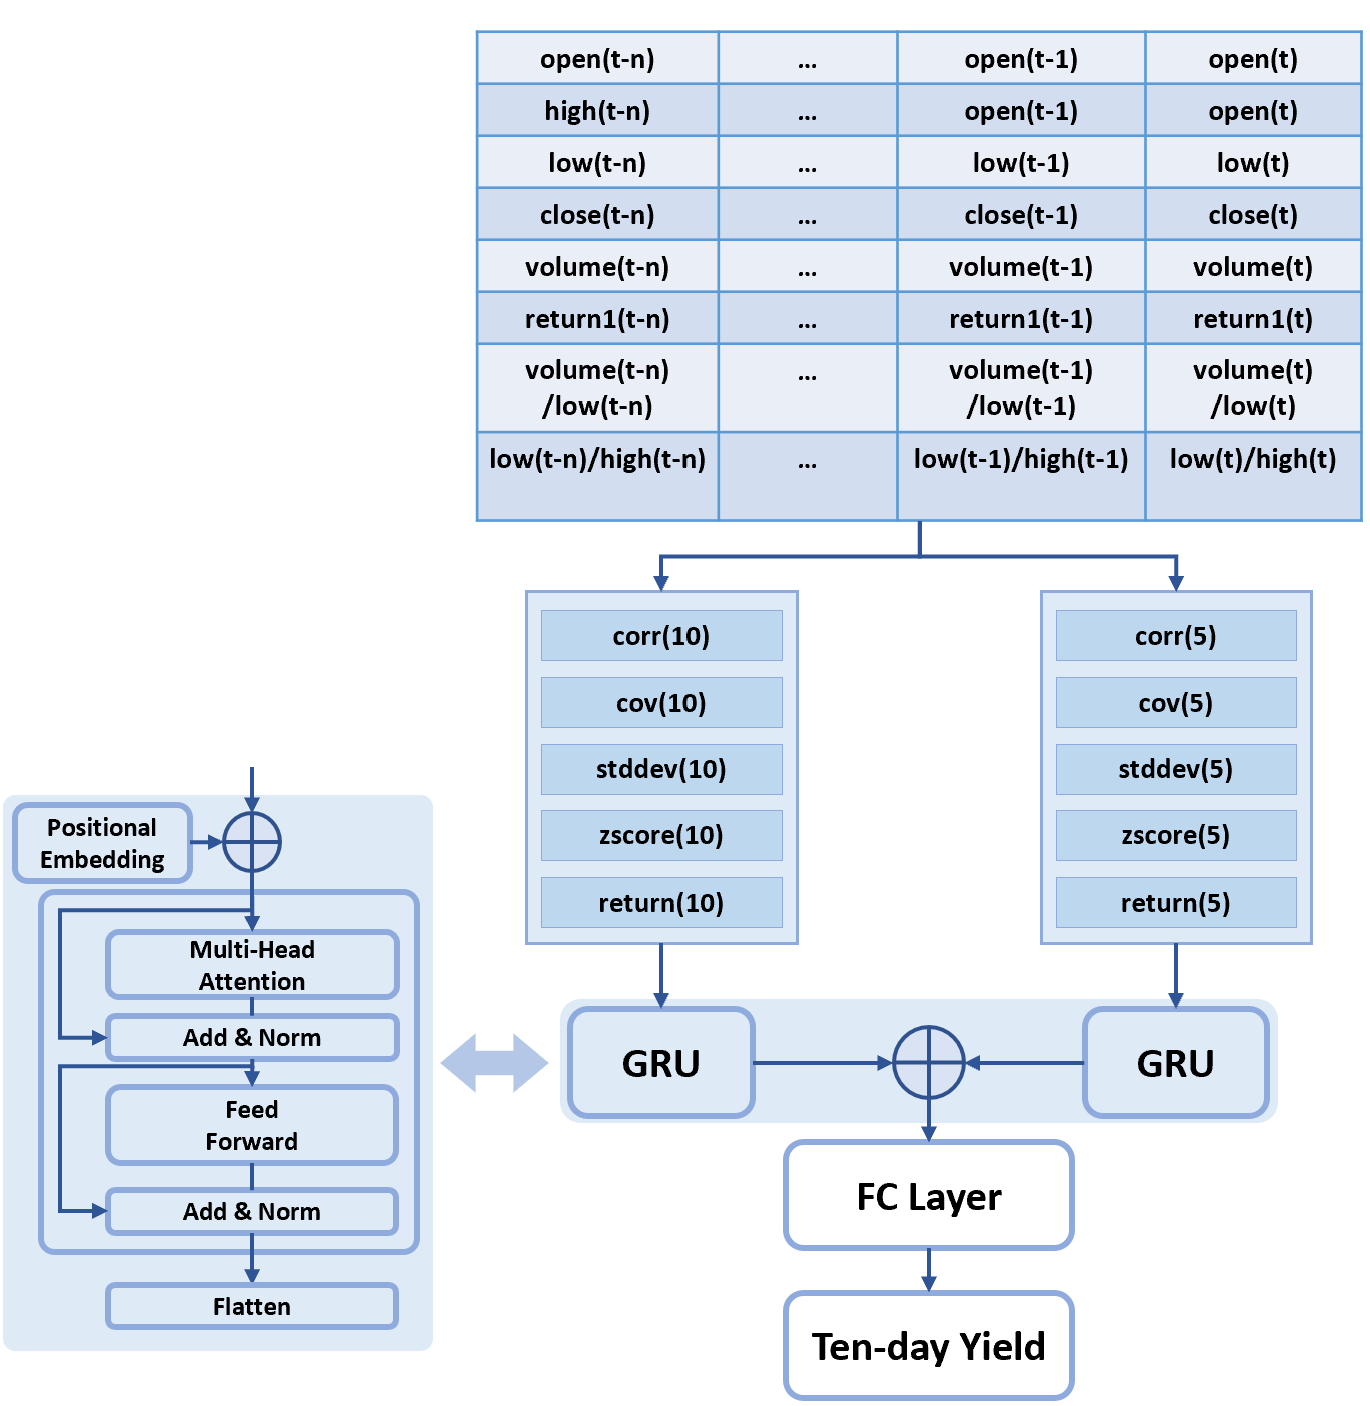 open(t-n) ... open(t-1) open(t)
high(t-n) ... open(t-1) open(t)
low(t-n) ... low(t-1) low(t)
close(t-n) ... close(t-1) close(t)
volume(t-n) ... volume(t-1) volume(t)
return1(t-n) ... return1(t-1) return1(t)
volume(t-n) ... volume(t-1) volume(t)
/low(t-n) /low(t-1) /low(t)
low(t-n)/high(t-n) ... low(t-1)/high(t-1) low(t)/high(t)
corr(10)
cov(10)
stddev(10)
zscore(10)
return(10)
corr(5)
cov(5)
stddev(5)
zscore(5)
return(5)
Positional
Embedding
Multi-Head
Attention
Add & Norm
Feed
Forward
Add & Norm
Flatten
GRU
GRU
FC Layer
Ten-day Yield